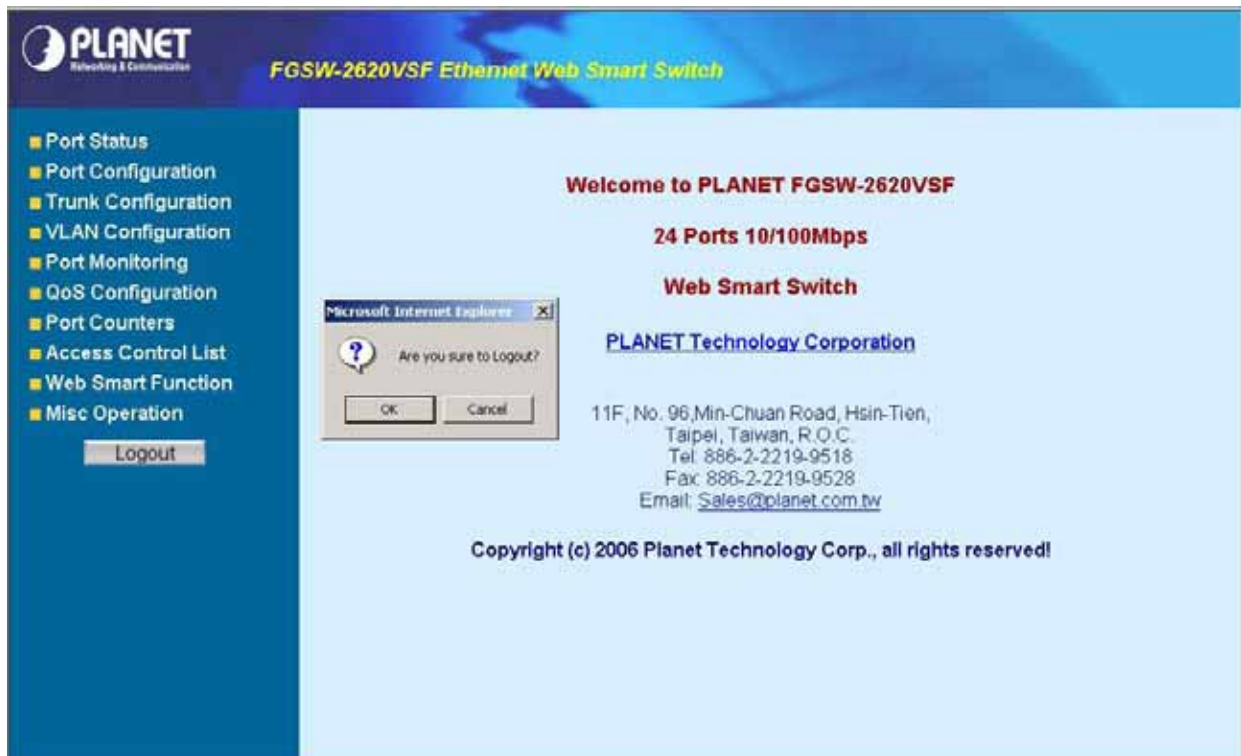 PLANET
Networking & Communication
FGSW-2620VSF Ethernet Web Smart Switch
Port Status
Port Configuration
Trunk Configuration
VLAN Configuration
Port Monitoring
QoS Configuration
Port Counters
Access Control List
Web Smart Function
Misc Operation
Logout
Welcome to PLANET FGSW-2620VSF
24 Ports 10/100Mbps
Web Smart Switch
Microsoft Internet Explorer
Are you sure to Logout?
OK Cancel
PLANET Technology Corporation
11F, No. 96,Min-Chuan Road, Hsin-Tien,
Taipei, Taiwan, R.O.C.
Tel: 886-2-2219-9518
Fax: 886-2-2219-9528
Email: Sales@planet.com.tw
Copyright (c) 2006 Planet Technology Corp., all rights reserved!